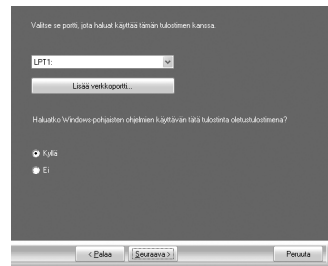 Valitse se portti, jota haluat käyttää tämän tulostimen kanssa.
LPT1:
Lisää verkkoportti...
Haluatko Windows-pohjaisten ohjelmien käyttävän tätä tulostinta oletustulostimena?
Kyllä
Ei
< Palaa
Seuraava >
Peruuta